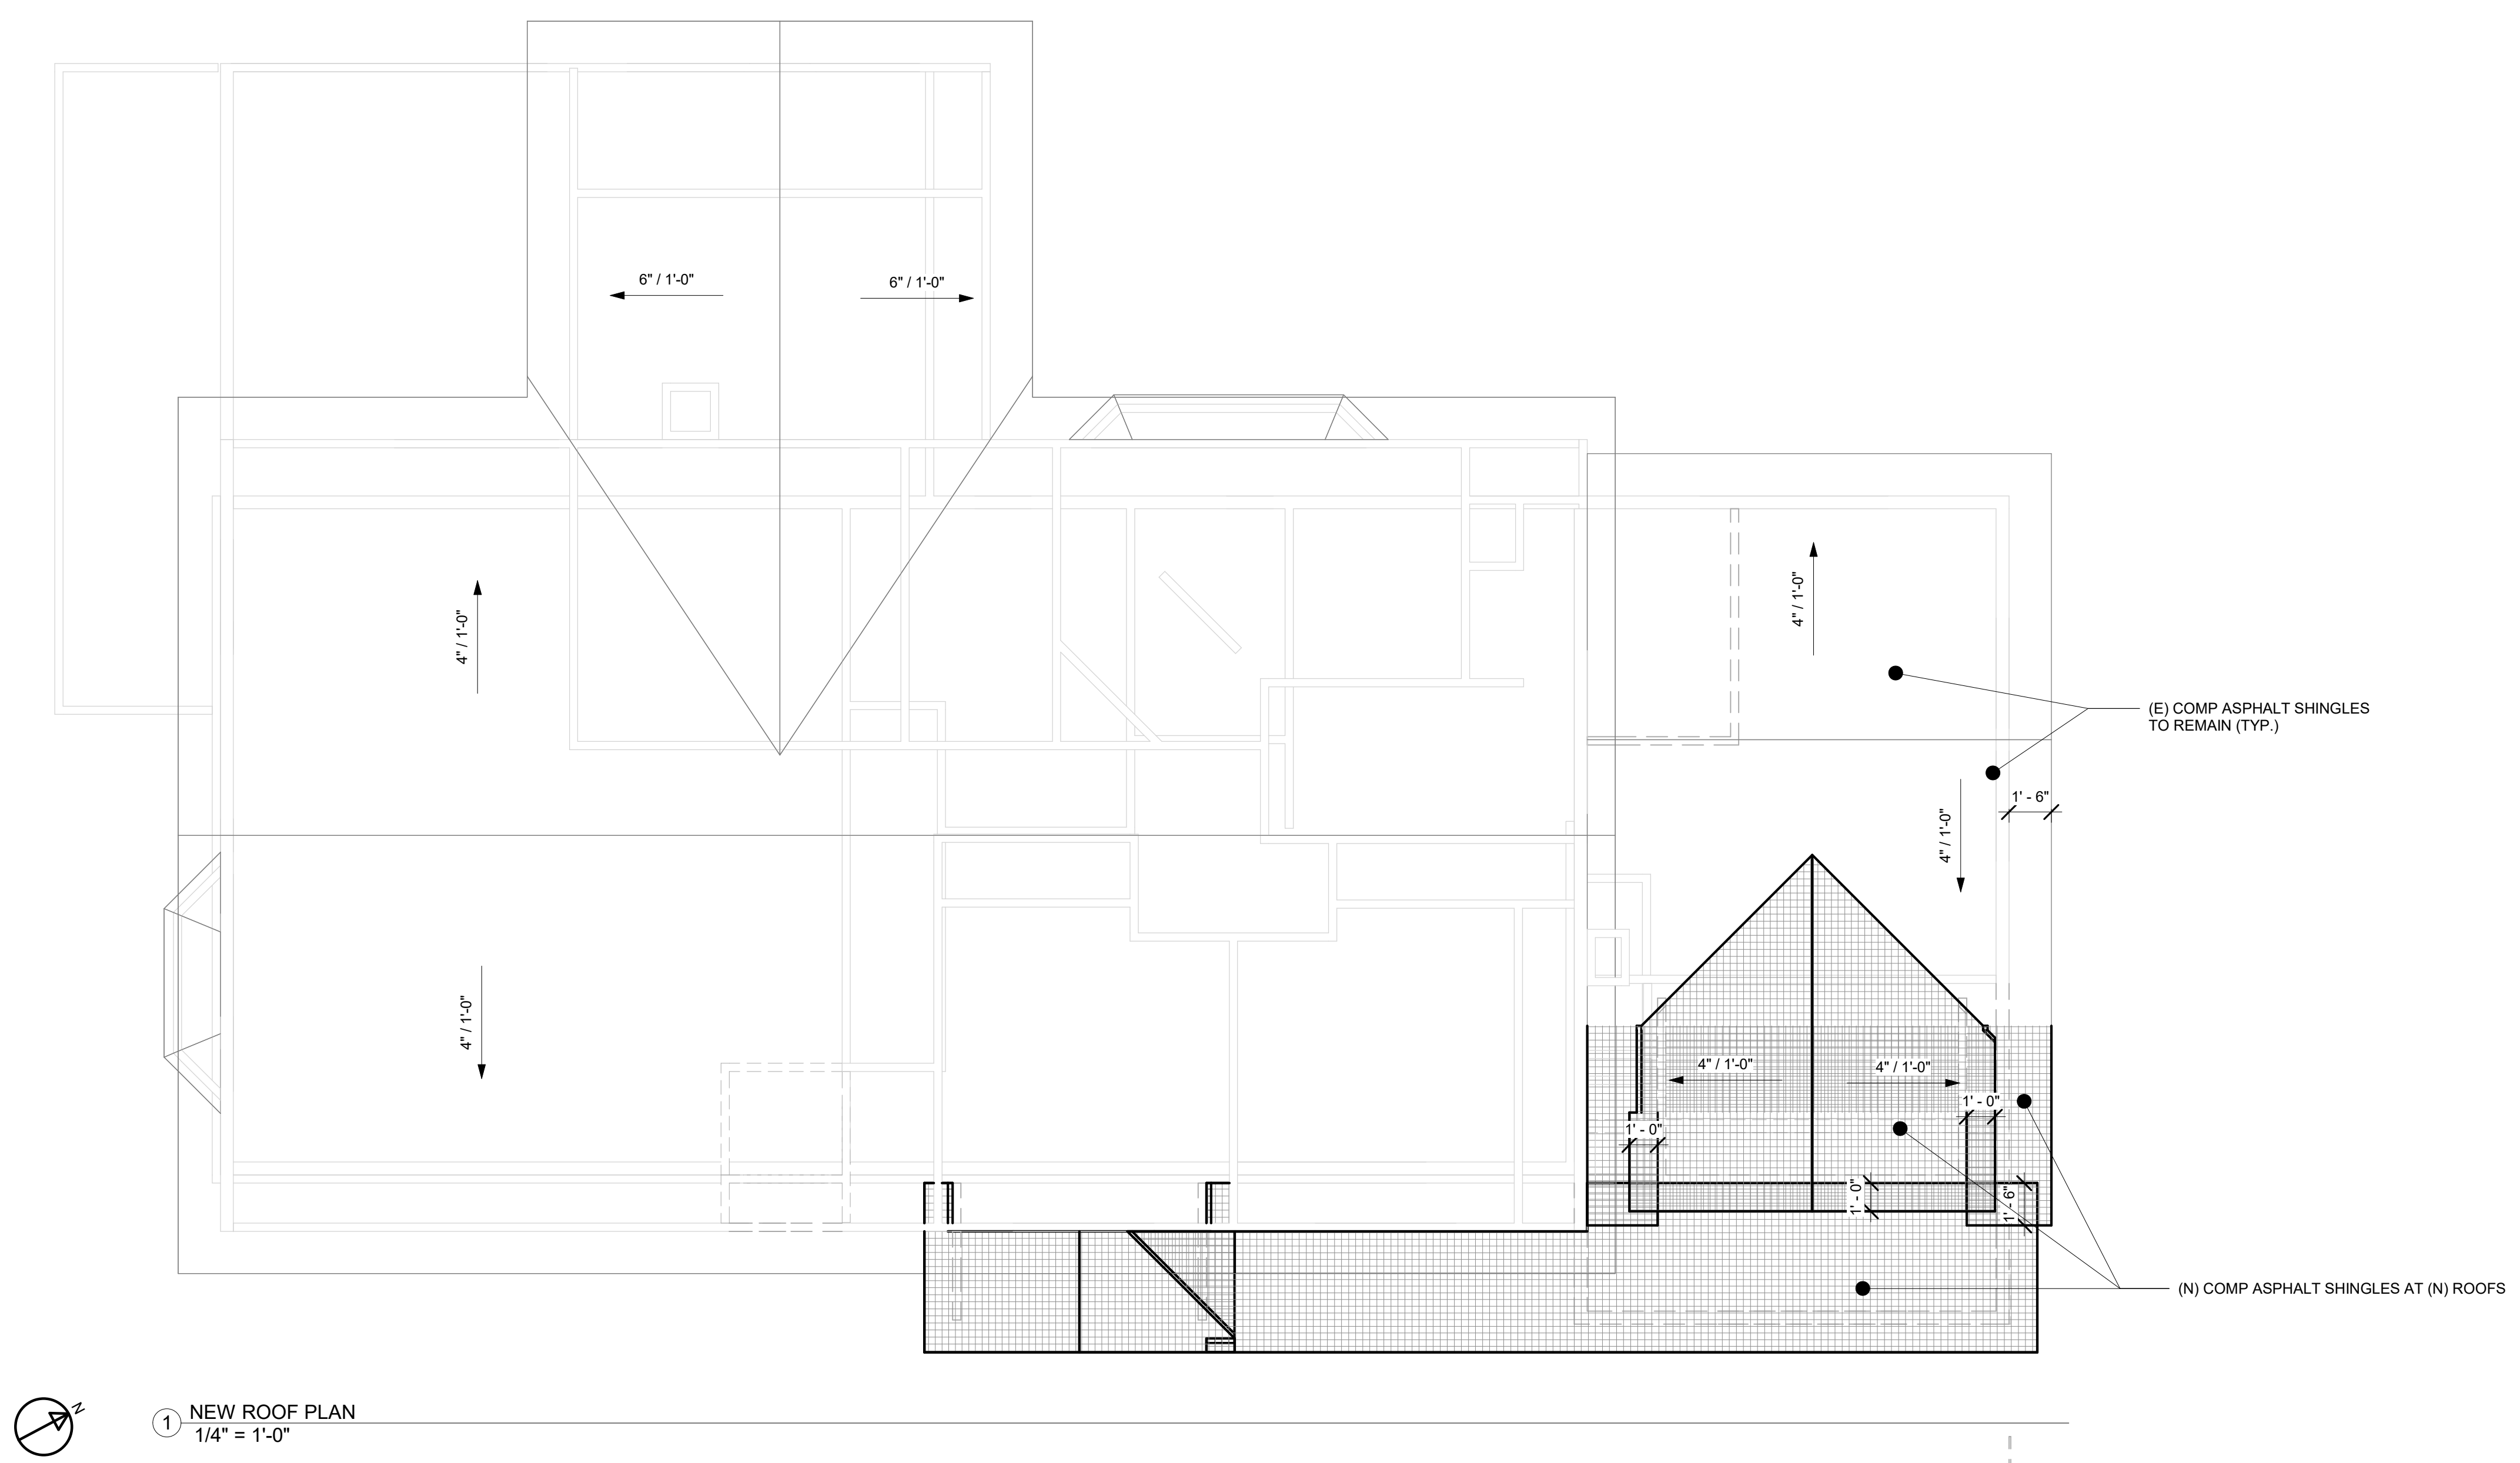 6" / 1'-0"
6" / 1'-0"
4" / 1'-0"
4" / 1'-0"
(E) COMP ASPHALT SHINGLES
TO REMAIN (TYP.)
1' - 6"
4" / 1'-0"
4" / 1'-0"
4" / 1'-0"
4" / 1'-0"
1' - 0"
1' - 0"
1' - 0"
1' - 6"
(N) COMP ASPHALT SHINGLES AT (N) ROOFS
N
1
NEW ROOF PLAN
1/4" = 1'-0"